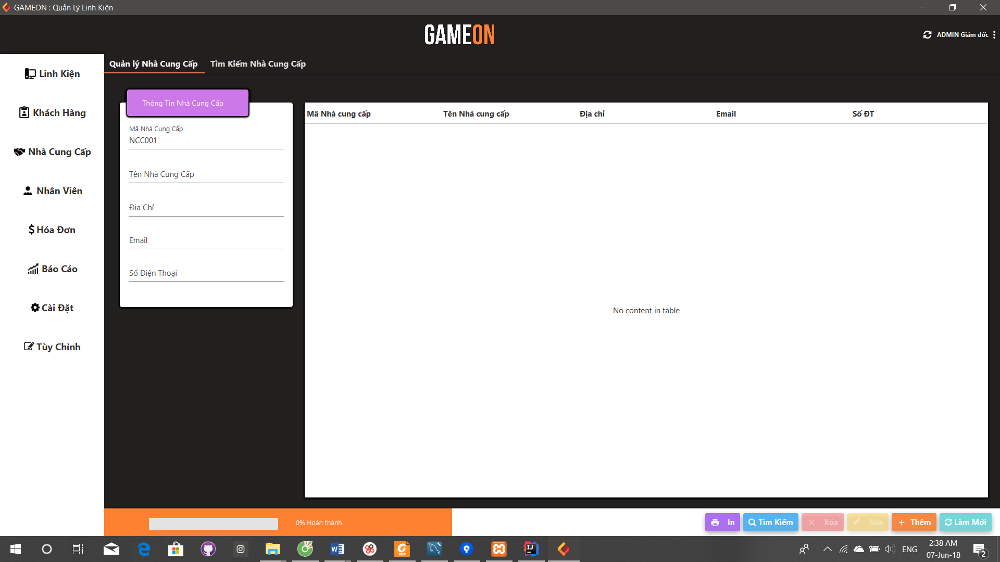 GAMEON : Quản Lý Linh Kiện
GAMEON
ADMIN Giám đốc
Linh Kiện
Khách Hàng
Nhà Cung Cấp
Nhân Viên
Hóa Đơn
Báo Cáo
Cài Đặt
Tùy Chỉnh
Quản lý Nhà Cung Cấp
Tìm Kiếm Nhà Cung Cấp
Thông Tin Nhà Cung Cấp
Mã Nhà Cung Cấp
NCC001
Tên Nhà Cung Cấp
Địa Chỉ
Email
Số Điện Thoại
Mã Nhà cung cấp Tên Nhà cung cấp Địa chỉ Email Số ĐT
No content in table
0% Hoàn thành
In
Tìm Kiếm
Xóa
Sửa
Thêm
Làm Mới
ENG
2:38 AM
07-Jun-18
2